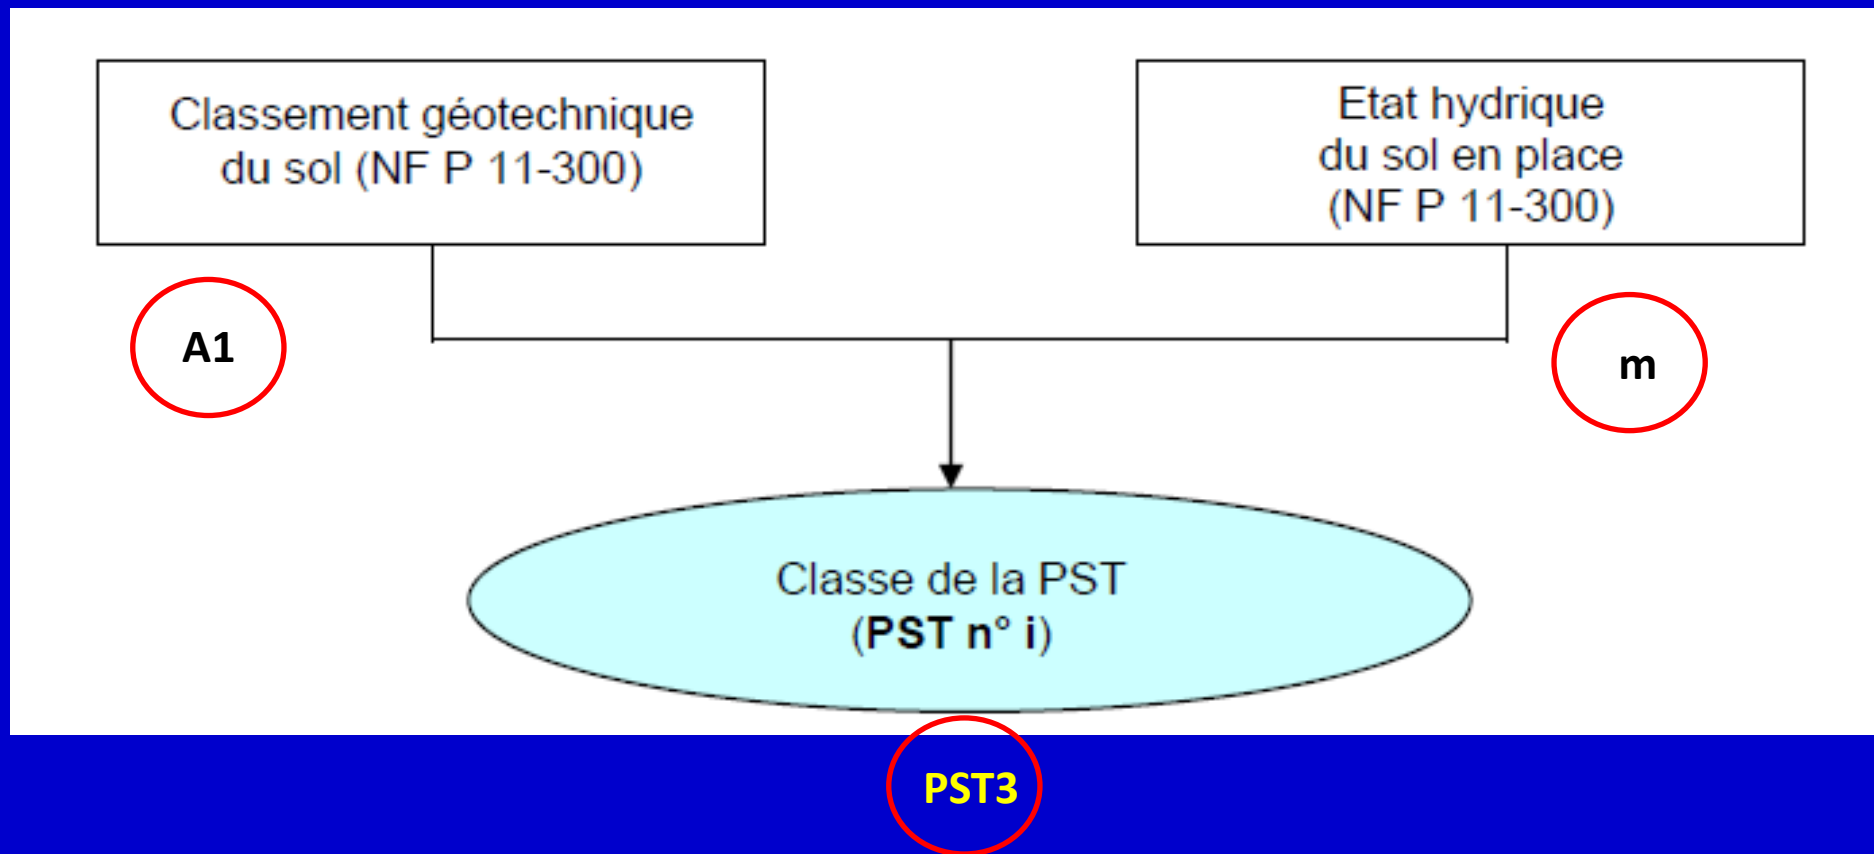 Classement géotechnique
du sol (NF P 11-300)
Etat hydrique
du sol en place
(NF P 11-300)
A1
m
Classe de la PST
(PST n° i)
PST3